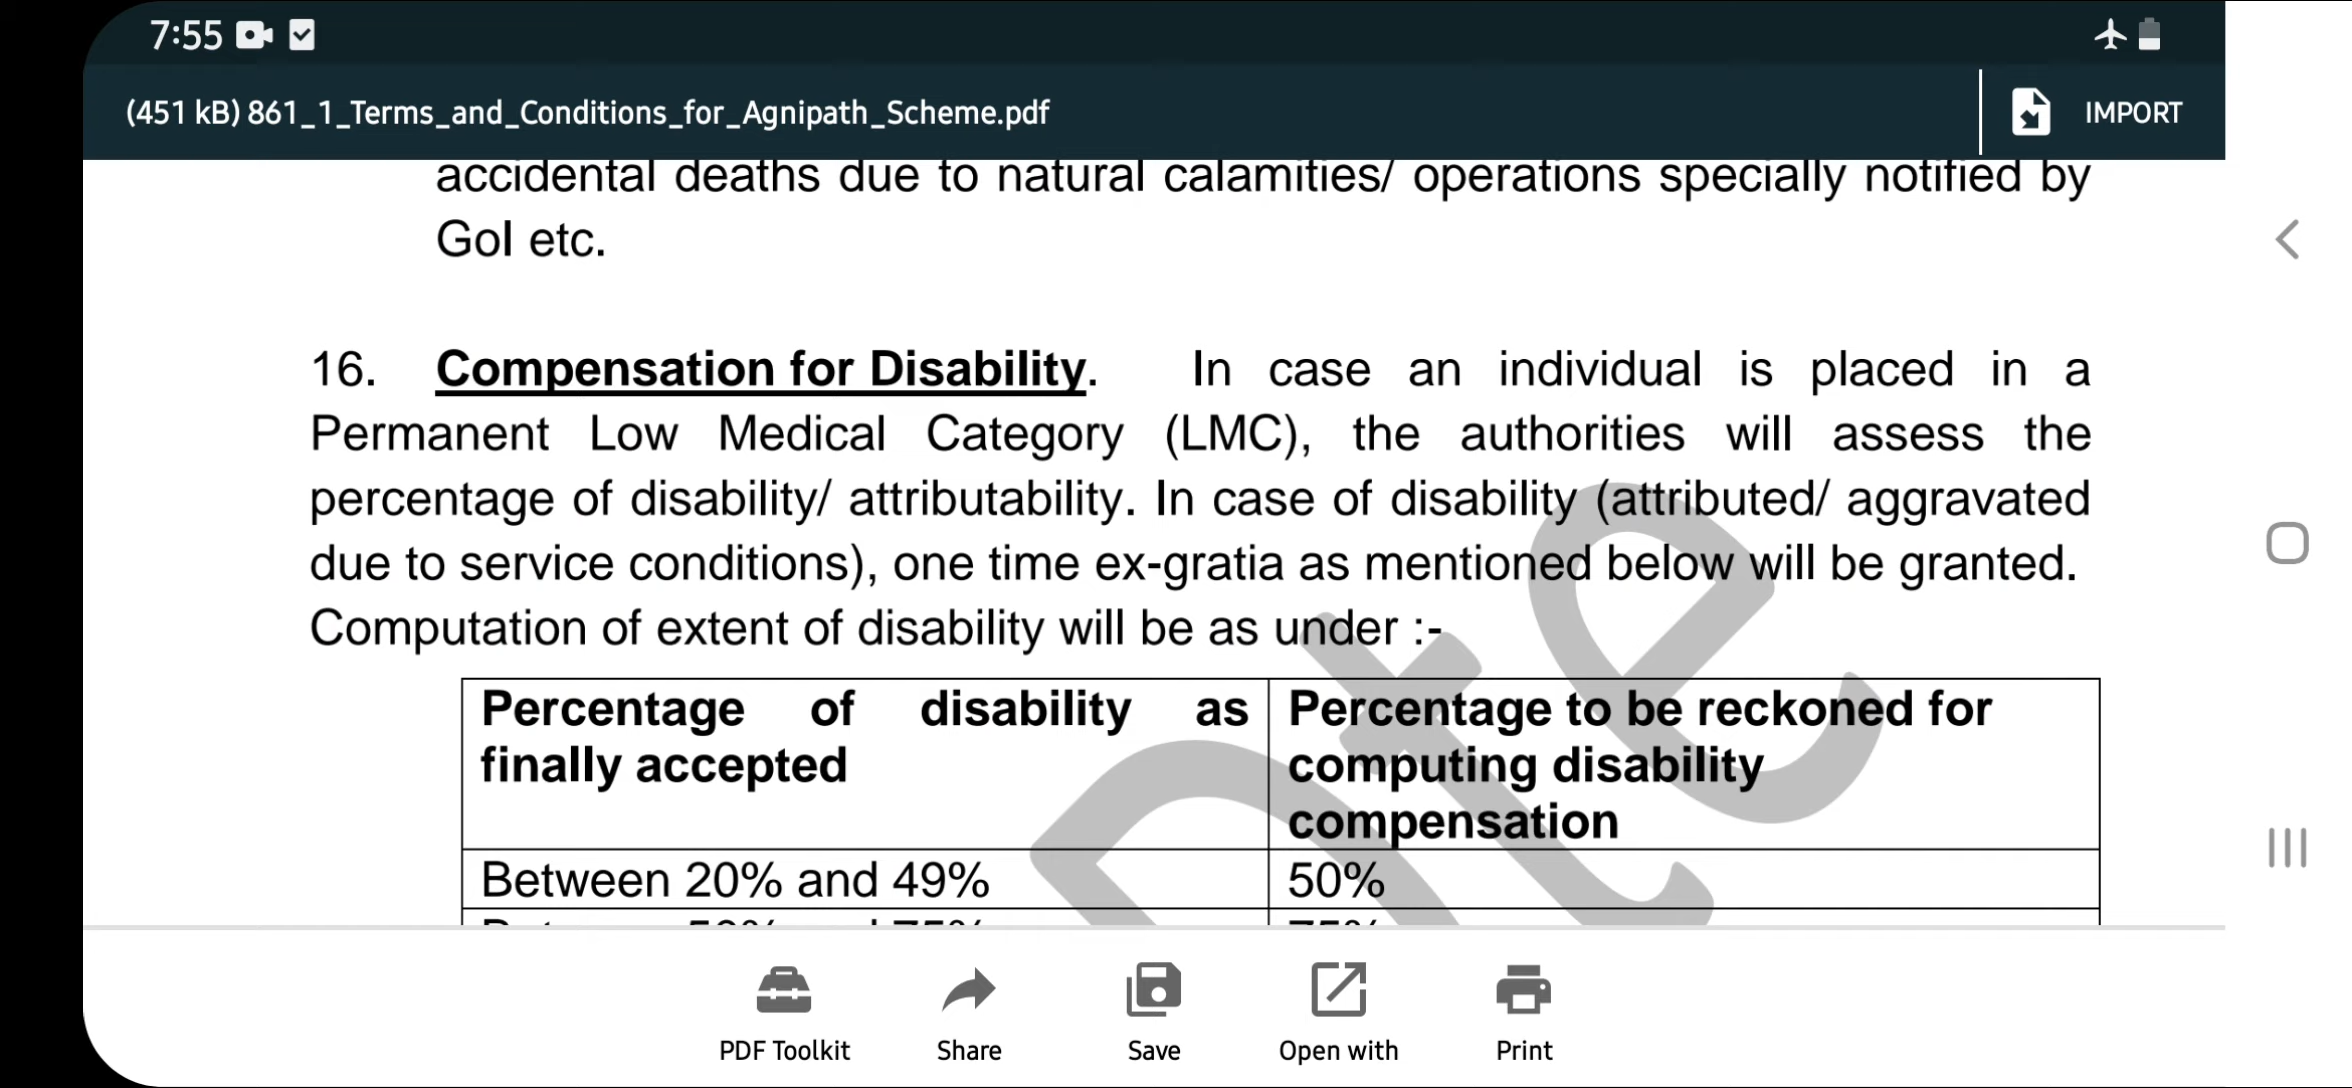 7:55
(451 kB) 861_1_Terms_and_Conditions_for_Agnipath_Scheme.pdf
IMPORT
accidental deaths due to natural calamities/ operations specially notified by
GoI etc.
16. Compensation for Disability. In case an individual is placed in a
Permanent Low Medical Category (LMC), the authorities will assess the
percentage of disability/ attributability. In case of disability (attributed/ aggravated
due to service conditions), one time ex-gratia as mentioned below will be granted.
Computation of extent of disability will be as under :-
Percentage of disability as
finally accepted
Percentage to be reckoned for
computing disability
compensation
Between 20% and 49%
50%
PDF Toolkit
Share
Save
Open with
Print